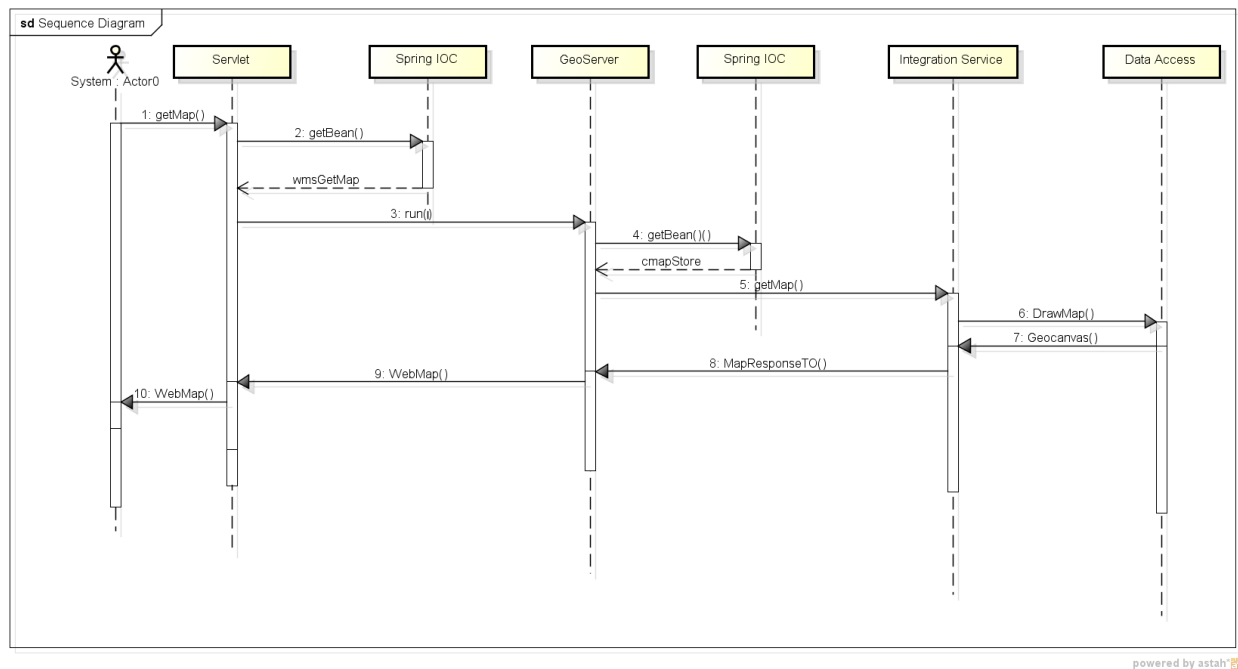 sd Sequence Diagram
System : Actor0
Servlet
Spring IOC
GeoServer
Spring IOC
Integration Service
Data Access
1: getMap()
2: getBean()
wmsGetMap
3: run()
4: getBean()()
cmapStore
5: getMap()
6: DrawMap()
7: Geocanvas()
8: MapResponseTO()
9: WebMap()
10: WebMap()
powered by astah*